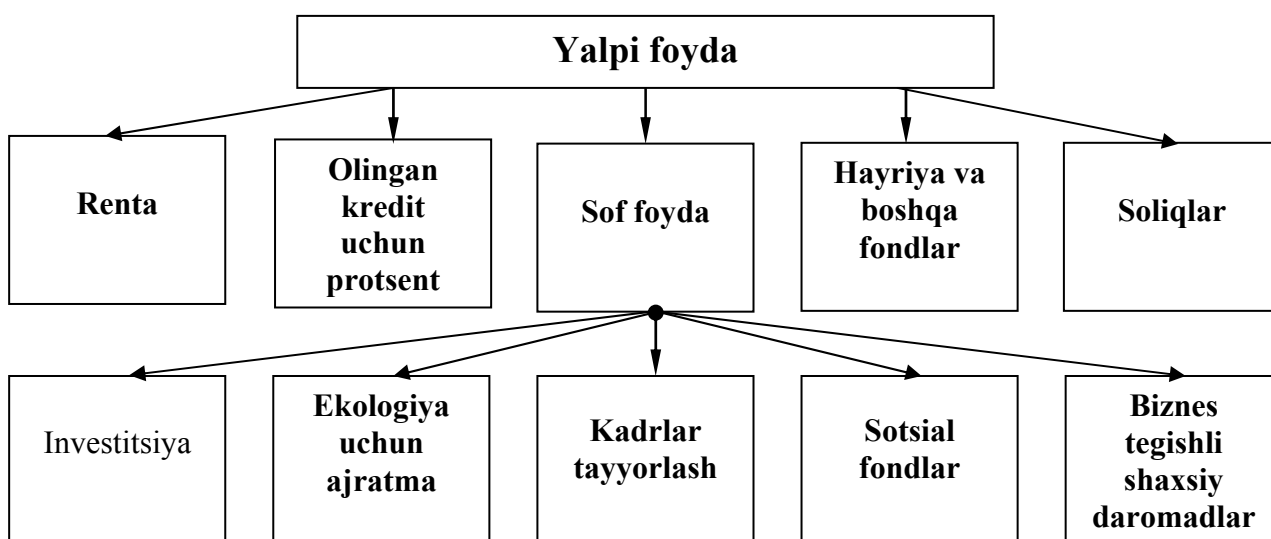 Yalpi foyda
Renta
Olingan
kredit
uchun
protsent
Sof foyda
Hayriya va
boshqa
fondlar
Soliqlar
Investitsiya
Ekologiya
uchun
ajratma
Kadrlar
tayyorlash
Sotsial
fondlar
Biznes
tegishli
shaxsiy
daromadlar